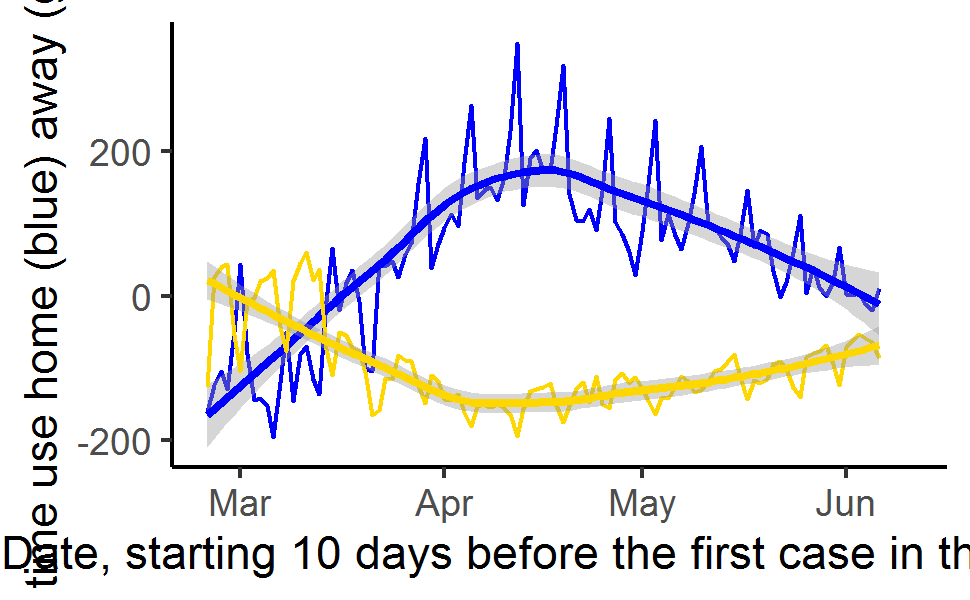 time use home (blue) away (
200
0
-200
Mar Apr May Jun
Date, starting 10 days before the first case in th